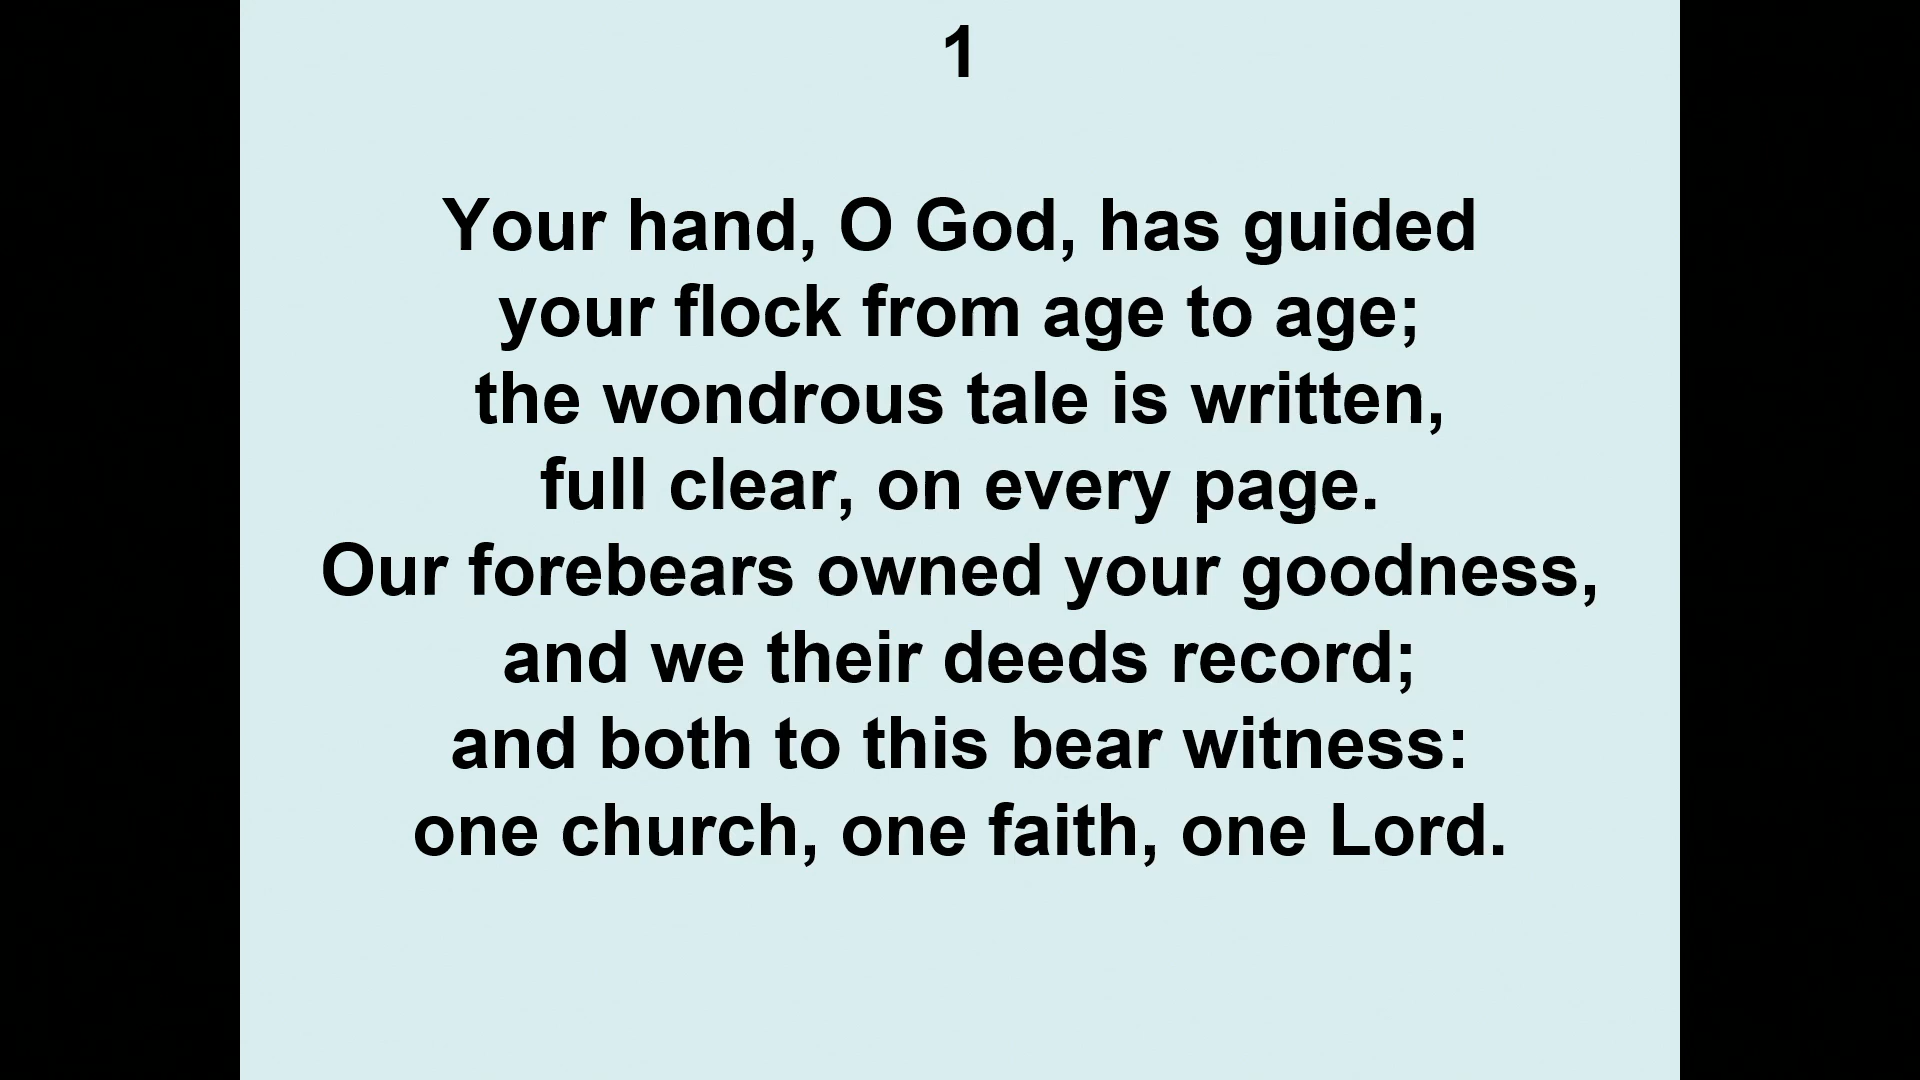 1
Your hand, O God, has guided
your flock from age to age;
the wondrous tale is written,
full clear, on every page.
Our forebears owned your goodness,
and we their deeds record;
and both to this bear witness:
one church, one faith, one Lord.